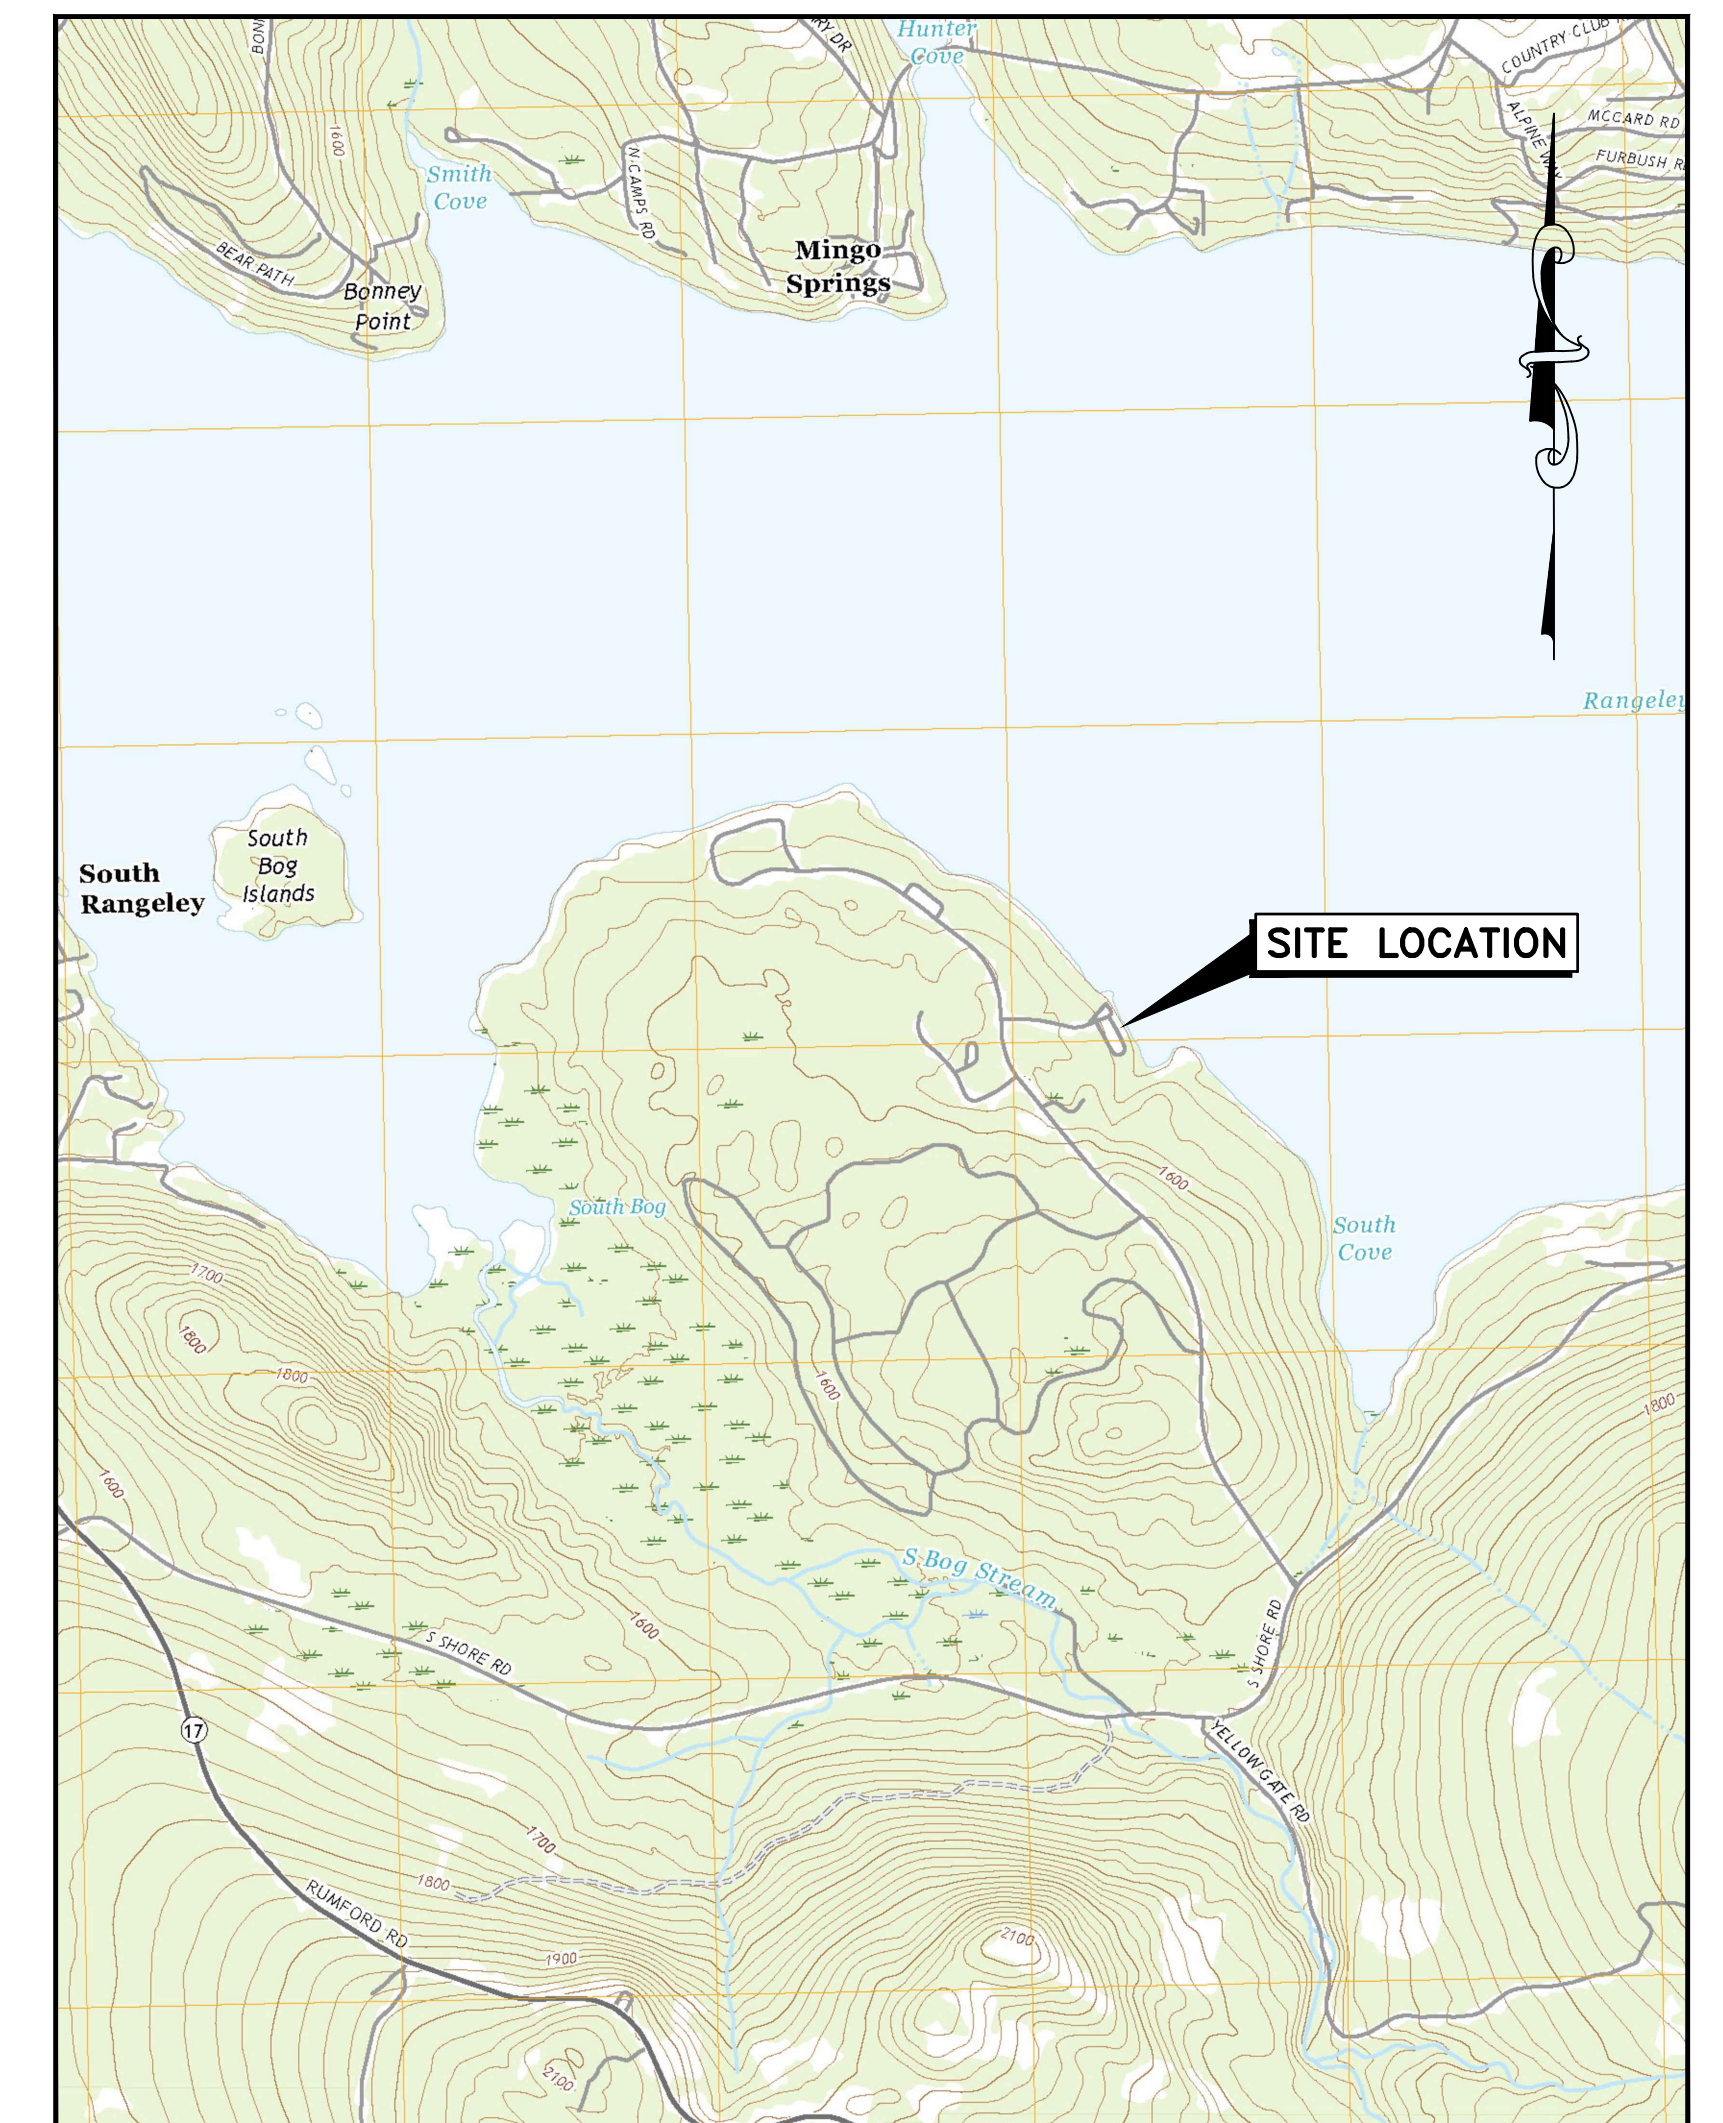 Hunter
Cove
COUNTRY CLUB
ALPINE WAY
MCCARD RD
FURBUSH
1600
Smith
Cove
N CAMPS RD
BEAR PATH
Bonney
Point
Mingo
Springs
Rangeley
South
Bog
Islands
South
Rangeley
SITE LOCATION
1600
South Bog
South
Cove
1700
1800
1800
1600
1800
1600
S Bog Stream
1600
S SHORE RD
S SHORE RD
17
YELLOW GATE RD
1700
1800
RUMFORD RD
1900
2100
2100